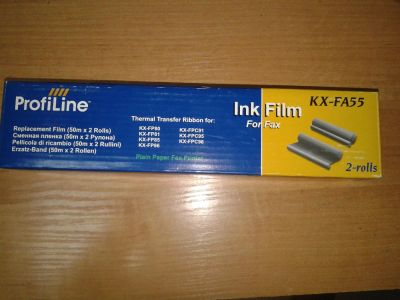 ProfiLine™
Replacement Film (50m x 2 Rolls)
Сменная пленка (50m x 2 Рулона)
Pellicola di ricambio (50m x 2 Rullini)
Erzatz-Band (50m x 2 Rollen)
Thermal Transfer Ribbon for:
KX-FP80 KX-FPC91
KX-FP81 KX-FPC95
KX-FP85 KX-FPC96
KX-FP86
Plain Paper Fax Printer
Ink Film
For Fax
KX-FA55
2-rolls